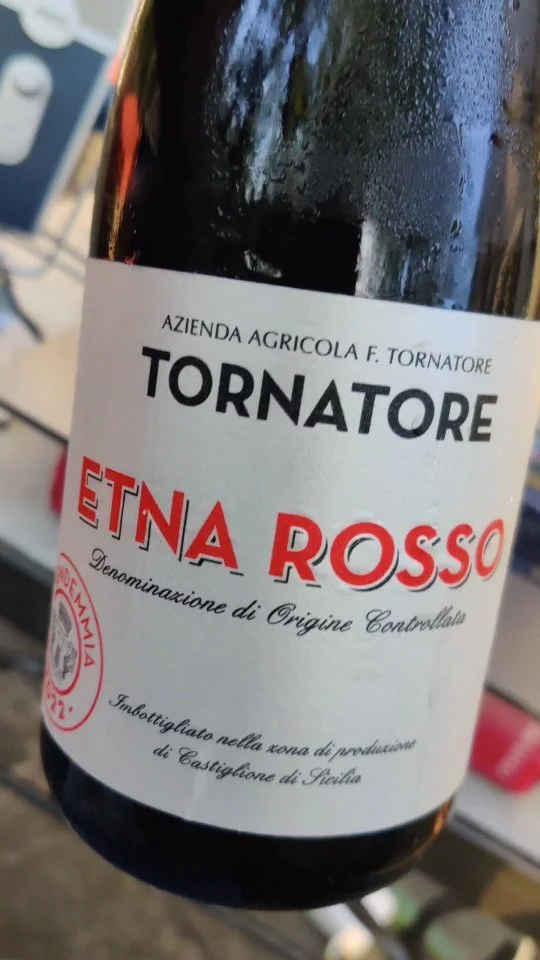 AZIENDA AGRICOLA F. TORNATORE
TORNATORE
ETNA ROSSO
Denominazione di Origine Controllata
Imbottigliato nella zona di produzione
di Castiglione di Sicilia